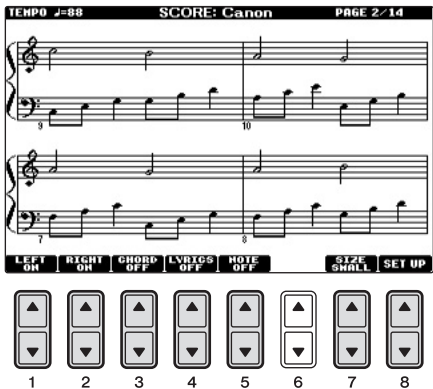 TEMPO ♩=88 SCORE: Canon PAGE 2/14
9 10
7 8
LEFT ON RIGHT ON CHORD OFF LYRICS OFF NOTE OFF SIZE SMALL SET UP
1 2 3 4 5 6 7 8